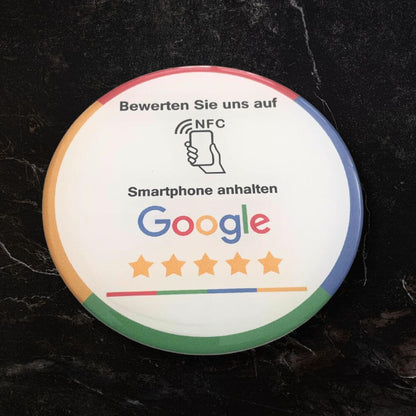 Bewerten Sie uns auf
NFC
Smartphone anhalten
Google